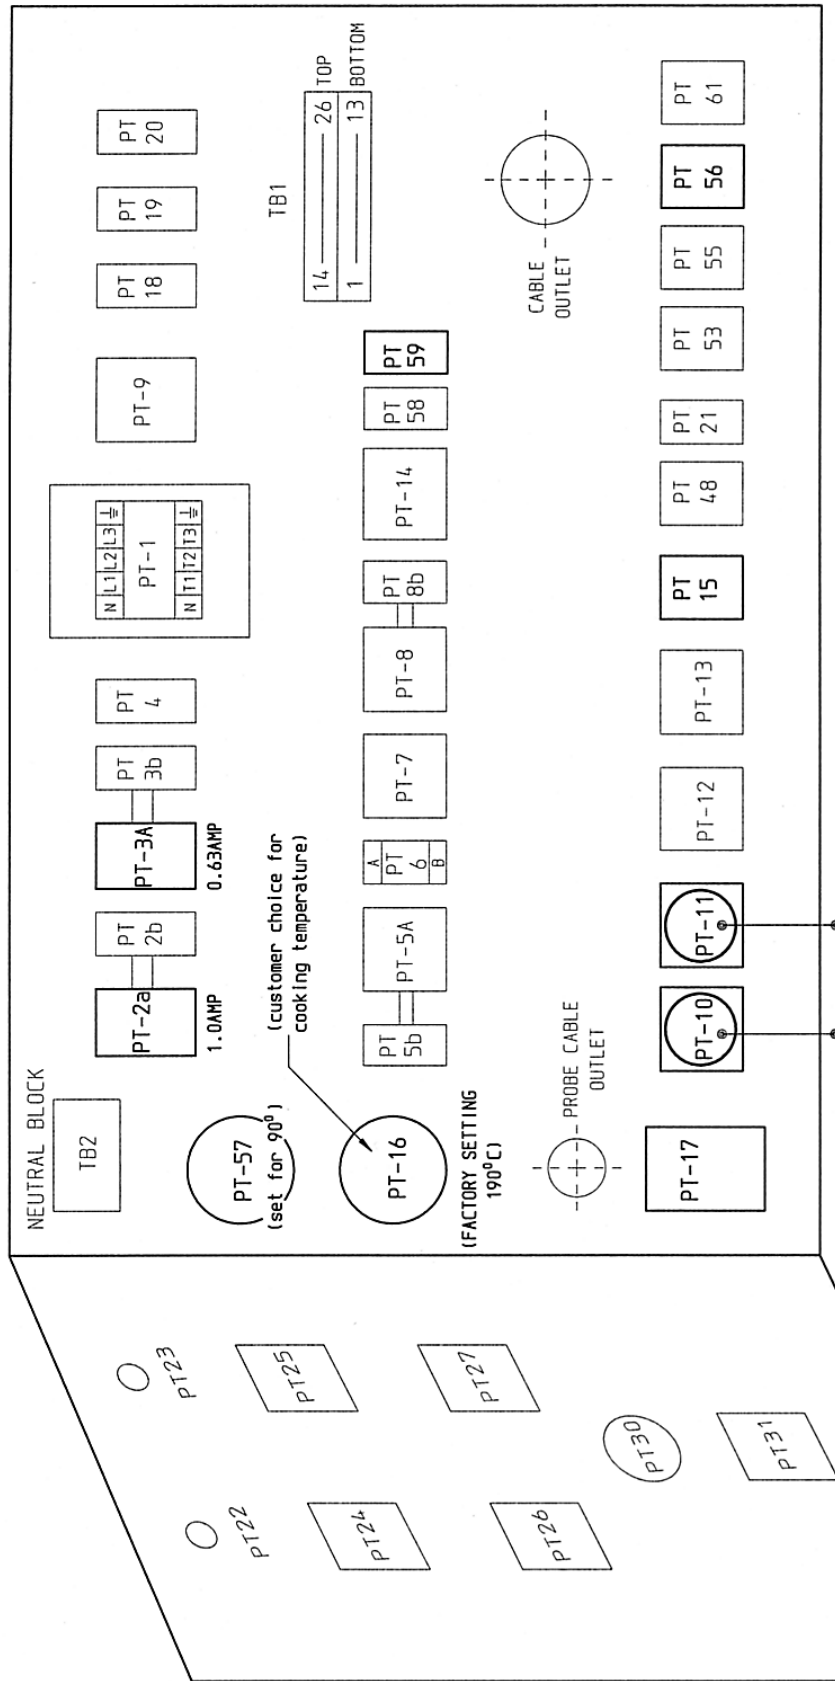 NEUTRAL BLOCK
TB2
PT-2a
1.0AMP
PT
2b
PT-3A
0.63AMP
PT
3b
PT
4
N L1 L2 L3 ⏚
PT-1
N T1 T2 T3 ⏚
PT-9
PT
18
PT
19
PT
20
PT-57
(set for 90⁰)
PT-16
(FACTORY SETTING
190⁰C)
(customer choice for
cooking temperature)
PT
5b
PT-5A
A
PT
6
B
PT-7
PT-8
PT
8b
PT-14
PT
58
PT
59
TB1
14 26 TOP
1 13 BOTTOM
CABLE
OUTLET
PROBE CABLE
OUTLET
PT-17
PT-10
PT-11
PT-12
PT-13
PT
15
PT
48
PT
21
PT
53
PT
55
PT
56
PT
61
PT22
PT23
PT24
PT25
PT26
PT27
PT30
PT31